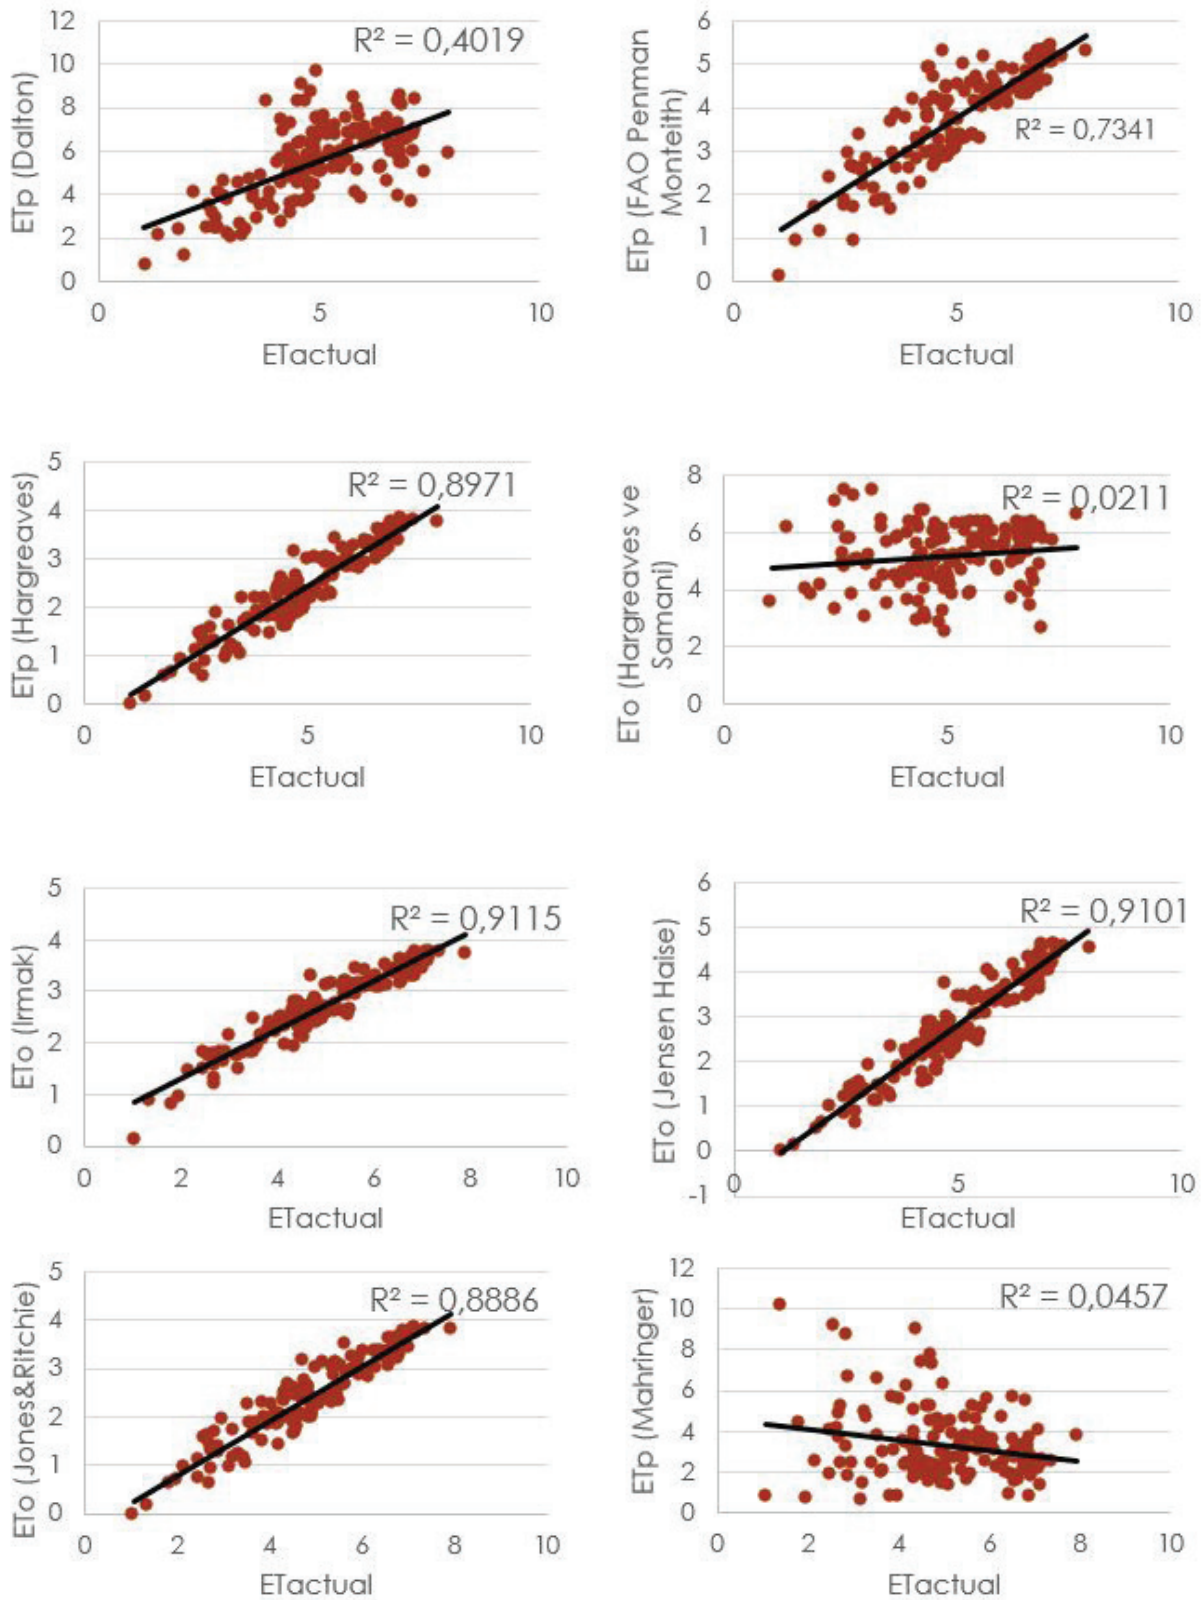 R² = 0,4019
ETp (Dalton)
12
10
8
6
4
2
0
0 5 10
ETactual
R² = 0,7341
ETp (FAO Penman
Monteith)
6
5
4
3
2
1
0
0 5 10
ETactual
R² = 0,8971
ETp (Hargreaves)
5
4
3
2
1
0
0 5 10
ETactual
R² = 0,0211
ETo (Hargreaves ve
Samani)
8
6
4
2
0
0 5 10
ETactual
R² = 0,9115
ETo (Irmak)
5
4
3
2
1
0
0 2 4 6 8 10
ETactual
R² = 0,9101
ETo (Jensen Haise)
6
5
4
3
2
1
0
-1
0 5 10
ETactual
R² = 0,8886
ETo (Jones&Ritchie)
5
4
3
2
1
0
0 2 4 6 8 10
ETactual
R² = 0,0457
ETp (Mahringer)
12
10
8
6
4
2
0
0 2 4 6 8 10
ETactual